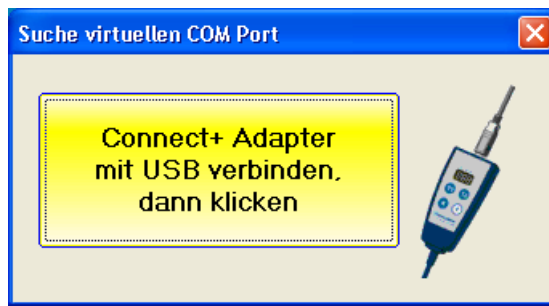 Suche virtuellen COM Port
Connect+ Adapter
mit USB verbinden,
dann klicken